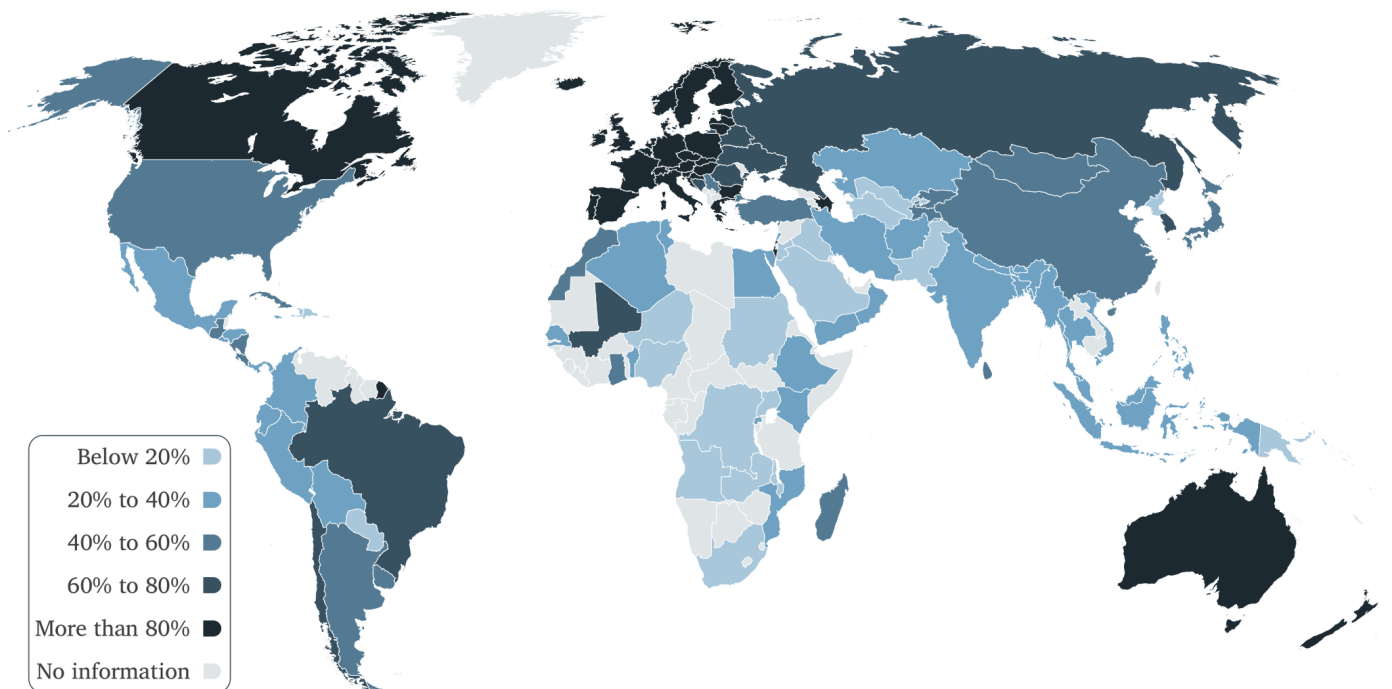 Below 20%
20% to 40%
40% to 60%
60% to 80%
More than 80%
No information